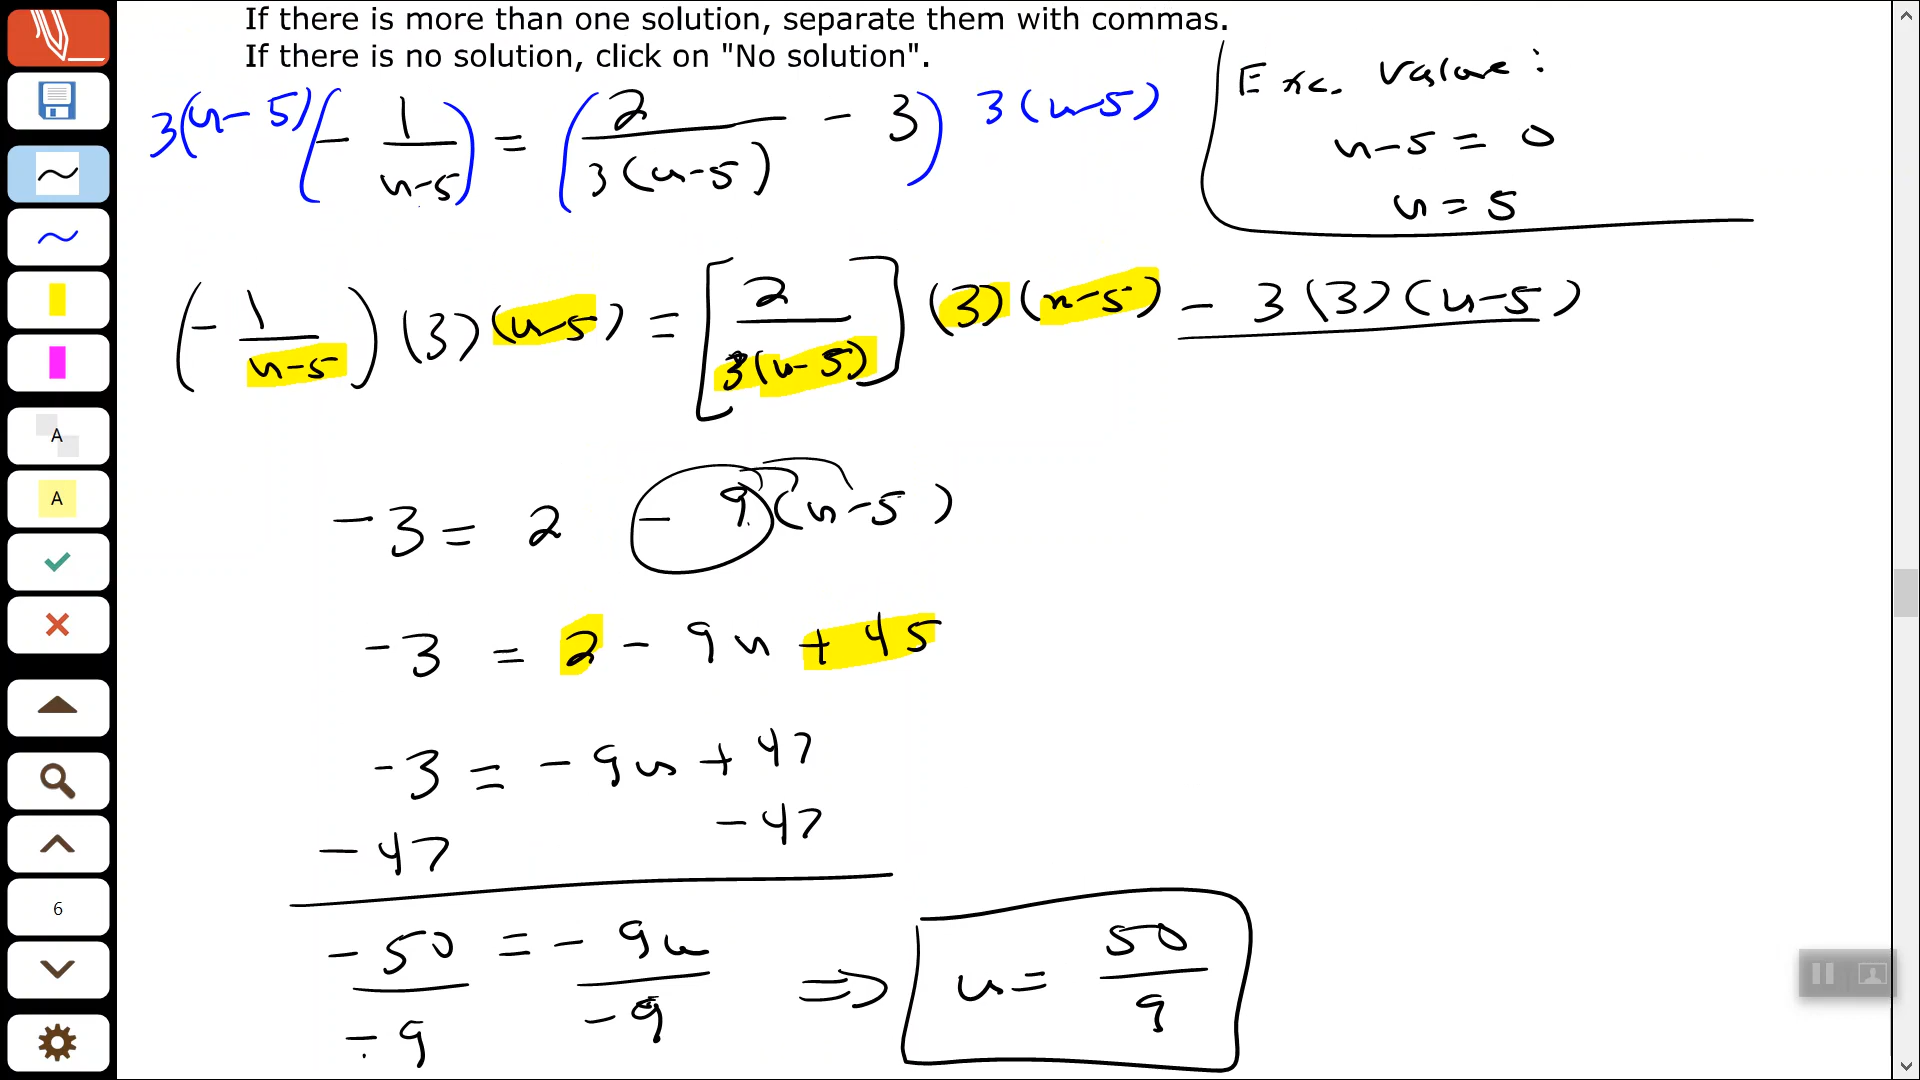 If there is more than one solution, separate them with commas.
If there is no solution, click on "No solution".
Exc. Value:
u-5 = 0
u = 5
3(u-5)(- 1/(u-5)) = (2/(3(u-5)) - 3) 3(u-5)
(- 1/(u-5)) (3)(u-5) = [2/(3(u-5))] (3)(u-5) - 3(3)(u-5)
-3 = 2 - 9(u-5)
-3 = 2 - 9u + 45
-3 = -9u + 47
-47 -47
-50/-9 = -9u/-9 => u = 50/9
A
A
6